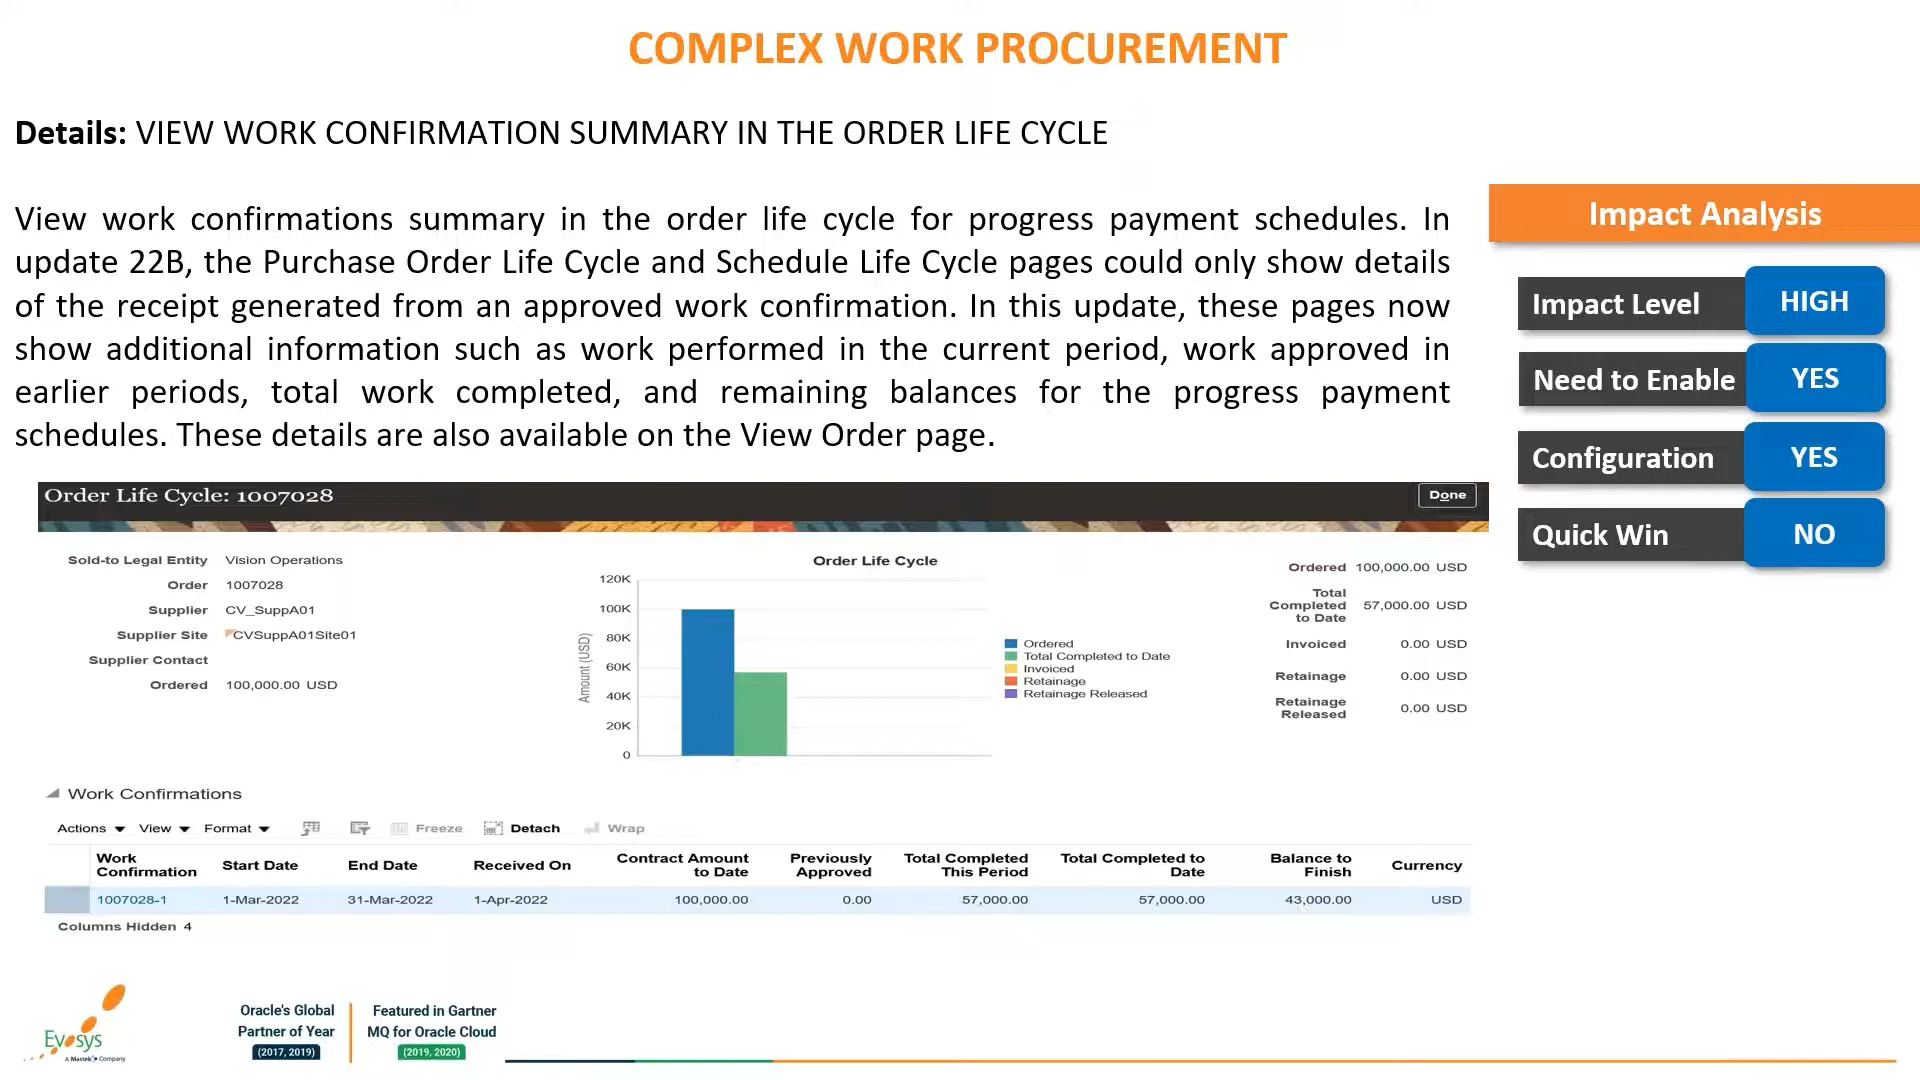 COMPLEX WORK PROCUREMENT
Details: VIEW WORK CONFIRMATION SUMMARY IN THE ORDER LIFE CYCLE
View work confirmations summary in the order life cycle for progress payment schedules. In
update 22B, the Purchase Order Life Cycle and Schedule Life Cycle pages could only show details
of the receipt generated from an approved work confirmation. In this update, these pages now
show additional information such as work performed in the current period, work approved in
earlier periods, total work completed, and remaining balances for the progress payment
schedules. These details are also available on the View Order page.
Impact Analysis
Impact Level HIGH
Need to Enable YES
Configuration YES
Quick Win NO
Order Life Cycle: 1007028
Done
Sold-to Legal Entity Vision Operations
Order 1007028
Supplier CV_SuppA01
Supplier Site CVSuppA01Site01
Supplier Contact
Ordered 100,000.00 USD
Order Life Cycle
120K
100K
80K
60K
40K
20K
0
Amount (USD)
Ordered
Total Completed to Date
Invoiced
Retainage
Retainage Released
Ordered 100,000.00 USD
Total
Completed 57,000.00 USD
to Date
Invoiced 0.00 USD
Retainage 0.00 USD
Retainage
Released 0.00 USD
Work Confirmations
Actions View Format Freeze Detach Wrap
Work Confirmation Start Date End Date Received On Contract Amount to Date Previously Approved Total Completed This Period Total Completed to Date Balance to Finish Currency
1007028-1 1-Mar-2022 31-Mar-2022 1-Apr-2022 100,000.00 0.00 57,000.00 57,000.00 43,000.00 USD
Columns Hidden 4
Evosys
A Mastek Company
Oracle's Global
Partner of Year
(2017, 2019)
Featured in Gartner
MQ for Oracle Cloud
(2019, 2020)